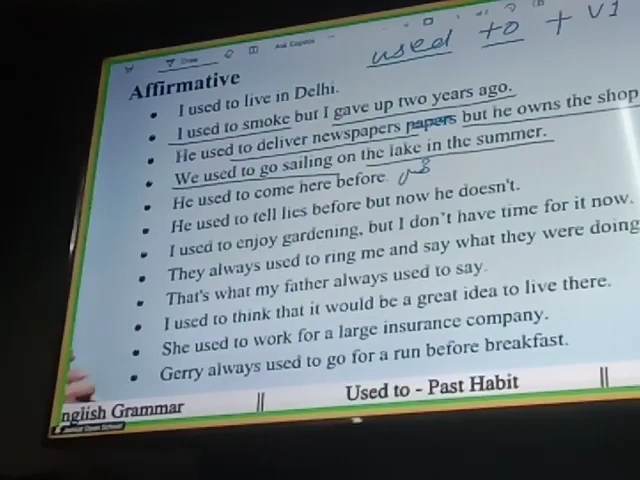 Draw Ask Copilot
used to + V1
Affirmative
• I used to live in Delhi.
• I used to smoke but I gave up two years ago.
• He used to deliver newspapers papers but he owns the shop
• We used to go sailing on the lake in the summer.
• He used to come here before.
• He used to tell lies before but now he doesn't.
• I used to enjoy gardening, but I don't have time for it now.
• They always used to ring me and say what they were doing
• That's what my father always used to say.
• I used to think that it would be a great idea to live there.
• She used to work for a large insurance company.
• Gerry always used to go for a run before breakfast.
nglish Grammar || Used to - Past Habit ||